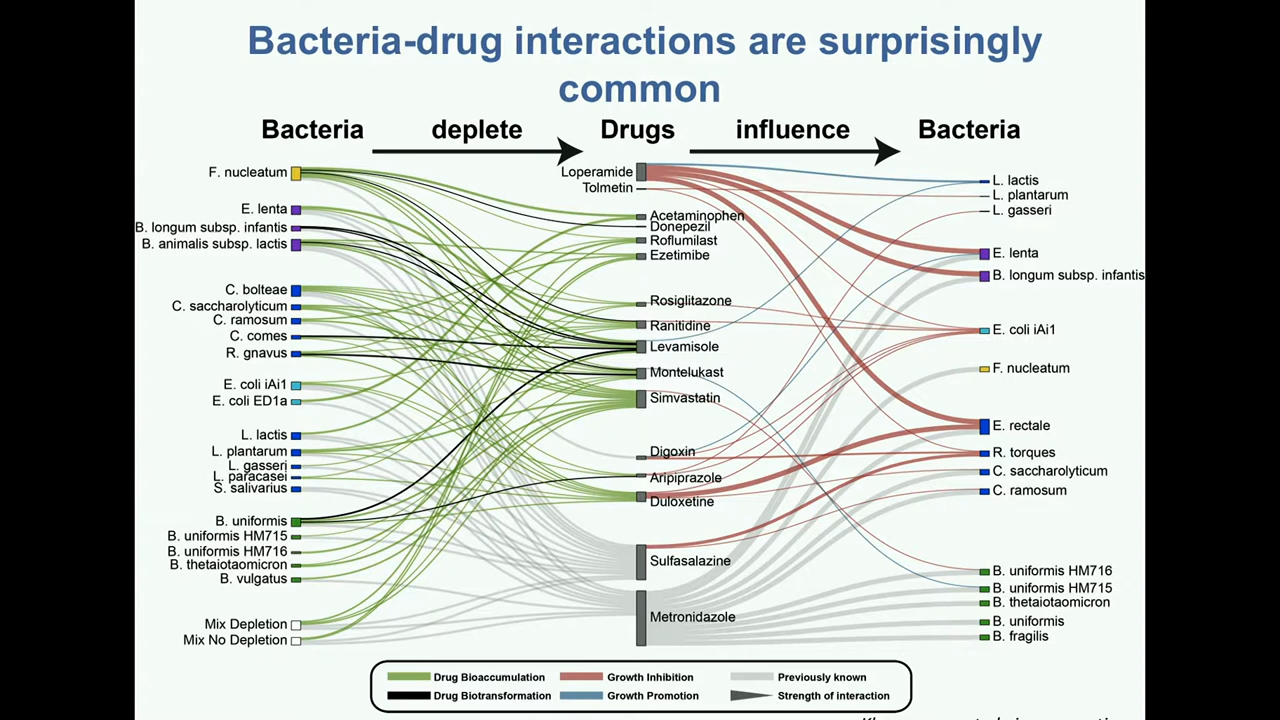 Bacteria-drug interactions are surprisingly
common
Bacteria deplete Drugs influence Bacteria
F. nucleatum
E. lenta
B. longum subsp. infantis
B. animalis subsp. lactis
C. bolteae
C. saccharolyticum
C. ramosum
C. comes
R. gnavus
E. coli iAi1
E. coli ED1a
L. lactis
L. plantarum
L. gasseri
L. paracasei
S. salivarius
B. uniformis
B. uniformis HM715
B. uniformis HM716
B. thetaiotaomicron
B. vulgatus
Mix Depletion
Mix No Depletion
Loperamide
Tolmetin
Acetaminophen
Donepezil
Roflumilast
Ezetimibe
Rosiglitazone
Ranitidine
Levamisole
Montelukast
Simvastatin
Digoxin
Aripiprazole
Duloxetine
Sulfasalazine
Metronidazole
L. lactis
L. plantarum
L. gasseri
E. lenta
B. longum subsp. infantis
E. coli iAi1
F. nucleatum
E. rectale
R. torques
C. saccharolyticum
C. ramosum
B. uniformis HM716
B. uniformis HM715
B. thetaiotaomicron
B. uniformis
B. fragilis
Drug Bioaccumulation Growth Inhibition Previously known
Drug Biotransformation Growth Promotion Strength of interaction